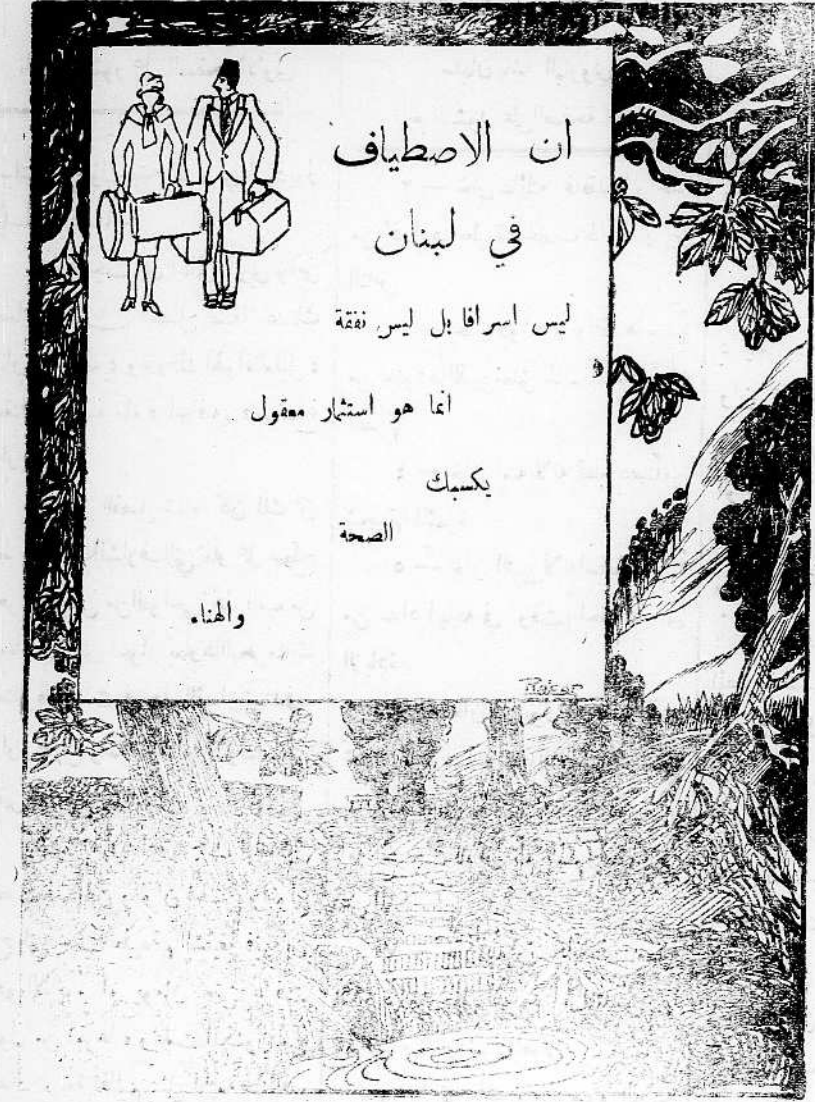 ان الاصطياف
في لبنان
ليس اسرافا بل ليس نفقة
انما هو استثمار معقول
يكسبك
الصحة
والهناء